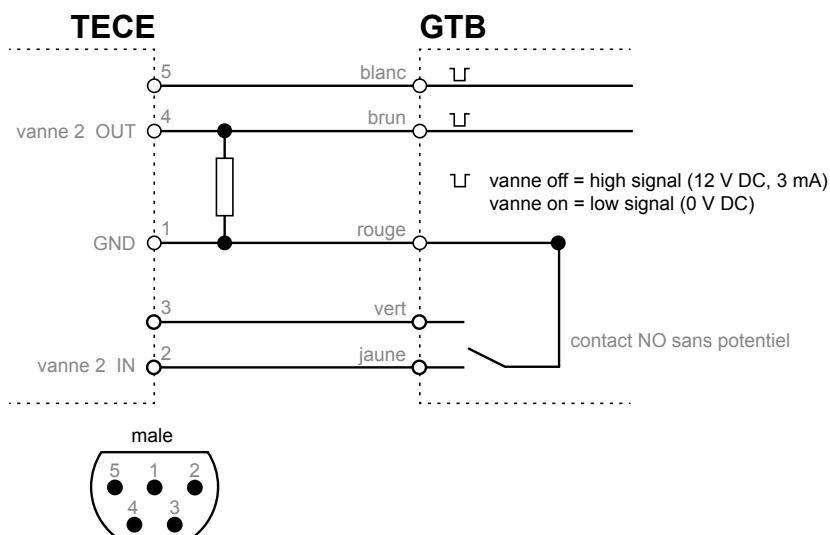 TECE GTB
5 blanc
4 brun
vanne 2 OUT
vanne off = high signal (12 V DC, 3 mA)
vanne on = low signal (0 V DC)
1 rouge
GND
3 vert
contact NO sans potentiel
2 jaune
vanne 2 IN
male
5 1 2
4 3